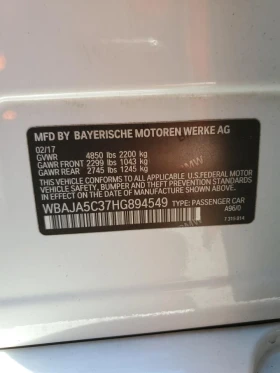 MFD BY BAYERISCHE MOTOREN WERKE AG
02/17
GVWR 4850 lbs 2200 kg
GAWR FRONT 2299 lbs 1043 kg
GAWR REAR 2745 lbs 1245 kg
THIS VEHICLE CONFORMS TO ALL APPLICABLE
U.S. FEDERAL MOTOR VEHICLE SAFETY,
BUMPER, AND THEFT PREVENTION STANDARDS
IN EFFECT ON THE DATE OF MANUFACTURE
SHOWN ABOVE.
WBAJA5C37HG894549 TYPE: PASSENGER CAR
A96/0